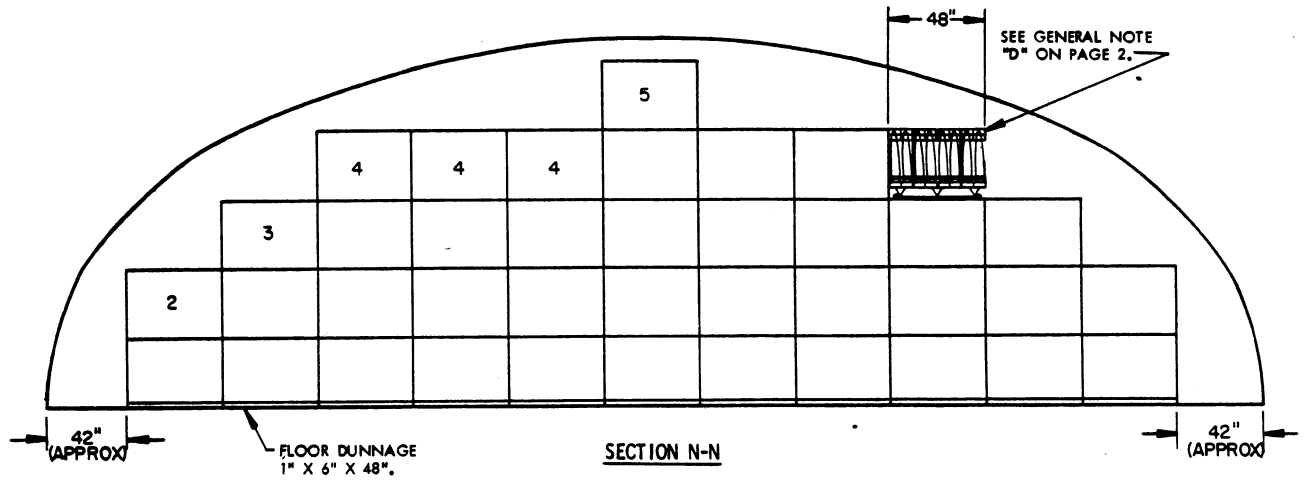 48"
SEE GENERAL NOTE
"D" ON PAGE 2.
5
4 4 4
3
2
42"
(APPROX)
FLOOR DUNNAGE
1" X 6" X 48".
SECTION N-N
42"
(APPROX)